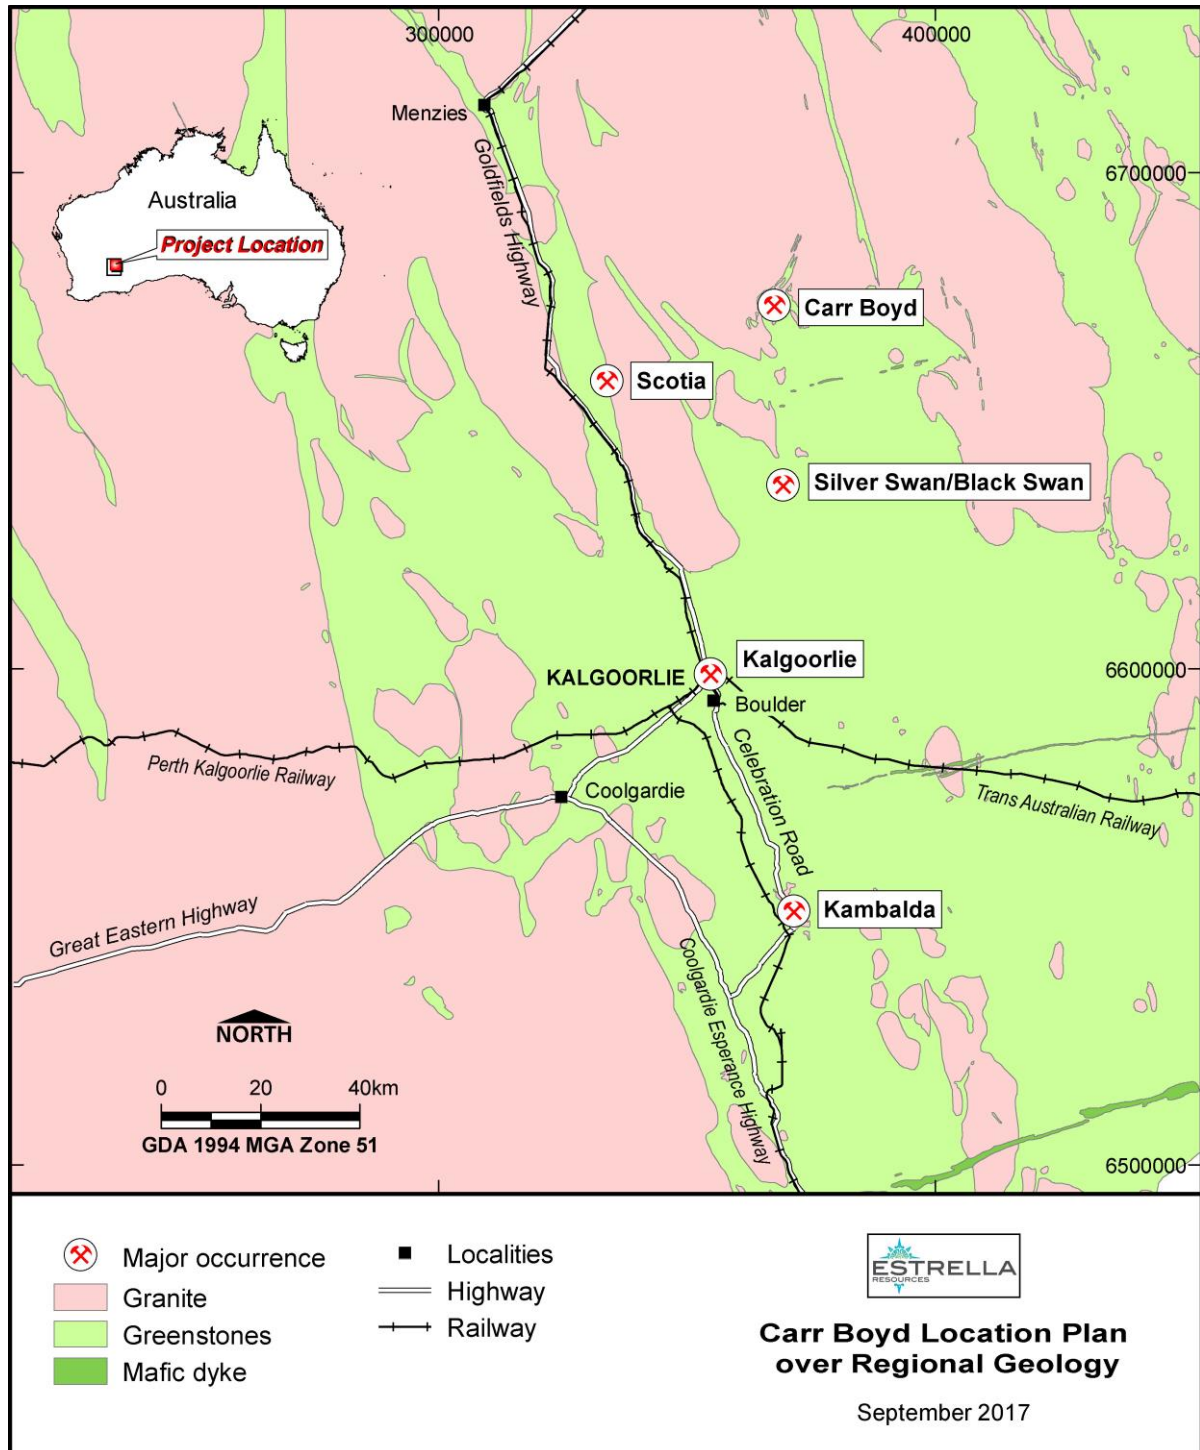 300000
400000
Menzies
Goldfields Highway
6700000
Australia
Project Location
Carr Boyd
Scotia
Silver Swan/Black Swan
Kalgoorlie
KALGOORLIE
6600000
Boulder
Perth Kalgoorlie Railway
Celebration Road
Coolgardie
Trans Australian Railway
Great Eastern Highway
Kambalda
Coolgardie Esperance Highway
NORTH
0 20 40km
GDA 1994 MGA Zone 51
6500000
Major occurrence
Granite
Greenstones
Mafic dyke
Localities
Highway
Railway
ESTRELLA
RESOURCES
Carr Boyd Location Plan
over Regional Geology
September 2017